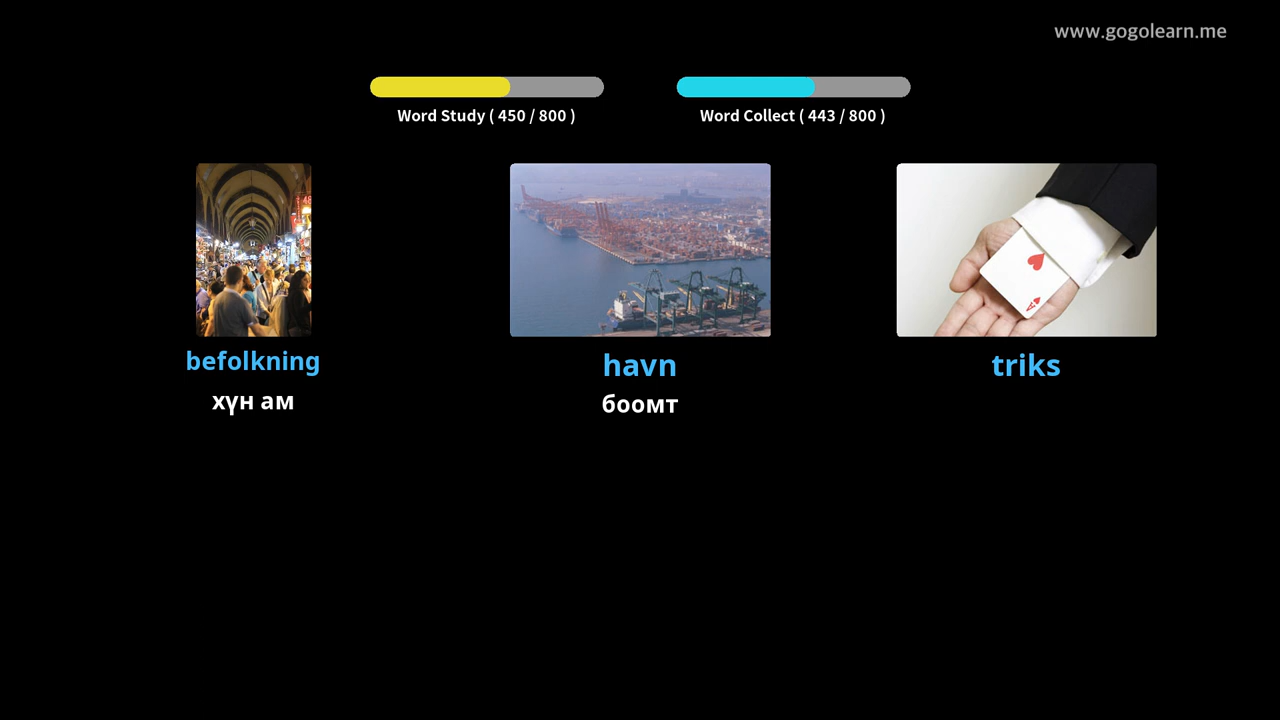 www.gogolearn.me
Word Study ( 450 / 800 )
Word Collect ( 443 / 800 )
befolkning
хүн ам
havn
боомт
triks